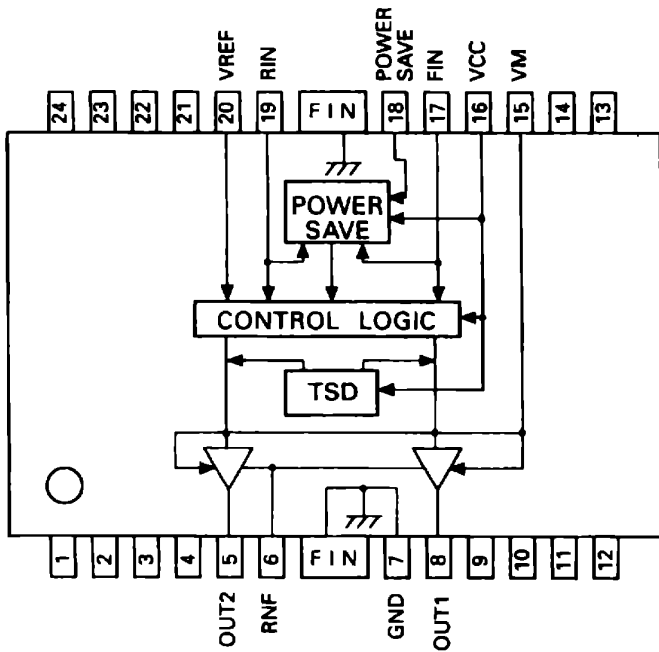 VREF
RIN
POWER
SAVE
FIN
VCC
VM
24
23
22
21
20
19
FIN
18
17
16
15
14
13
POWER
SAVE
CONTROL LOGIC
TSD
1
2
3
4
5
6
FIN
7
8
9
10
11
12
OUT2
RNF
GND
OUT1